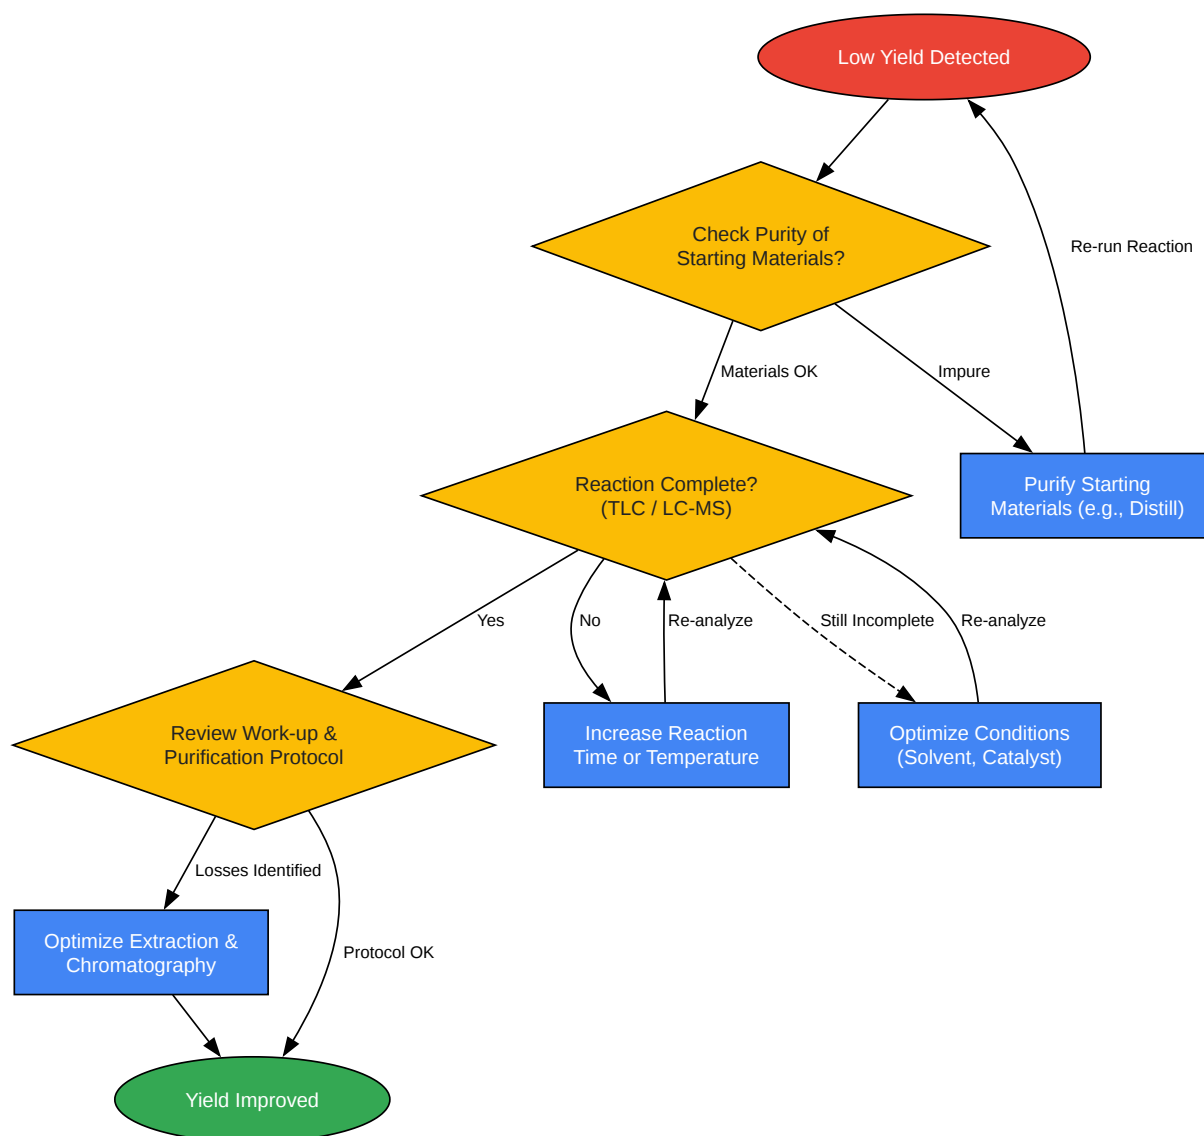 Low Yield Detected
Check Purity of
Starting Materials?
Re-run Reaction
Materials OK
Impure
Reaction Complete?
(TLC / LC-MS)
Purify Starting
Materials (e.g., Distill)
Yes
No
Re-analyze
Still Incomplete
Re-analyze
Review Work-up &
Purification Protocol
Increase Reaction
Time or Temperature
Optimize Conditions
(Solvent, Catalyst)
Losses Identified
Optimize Extraction &
Chromatography
Protocol OK
Yield Improved